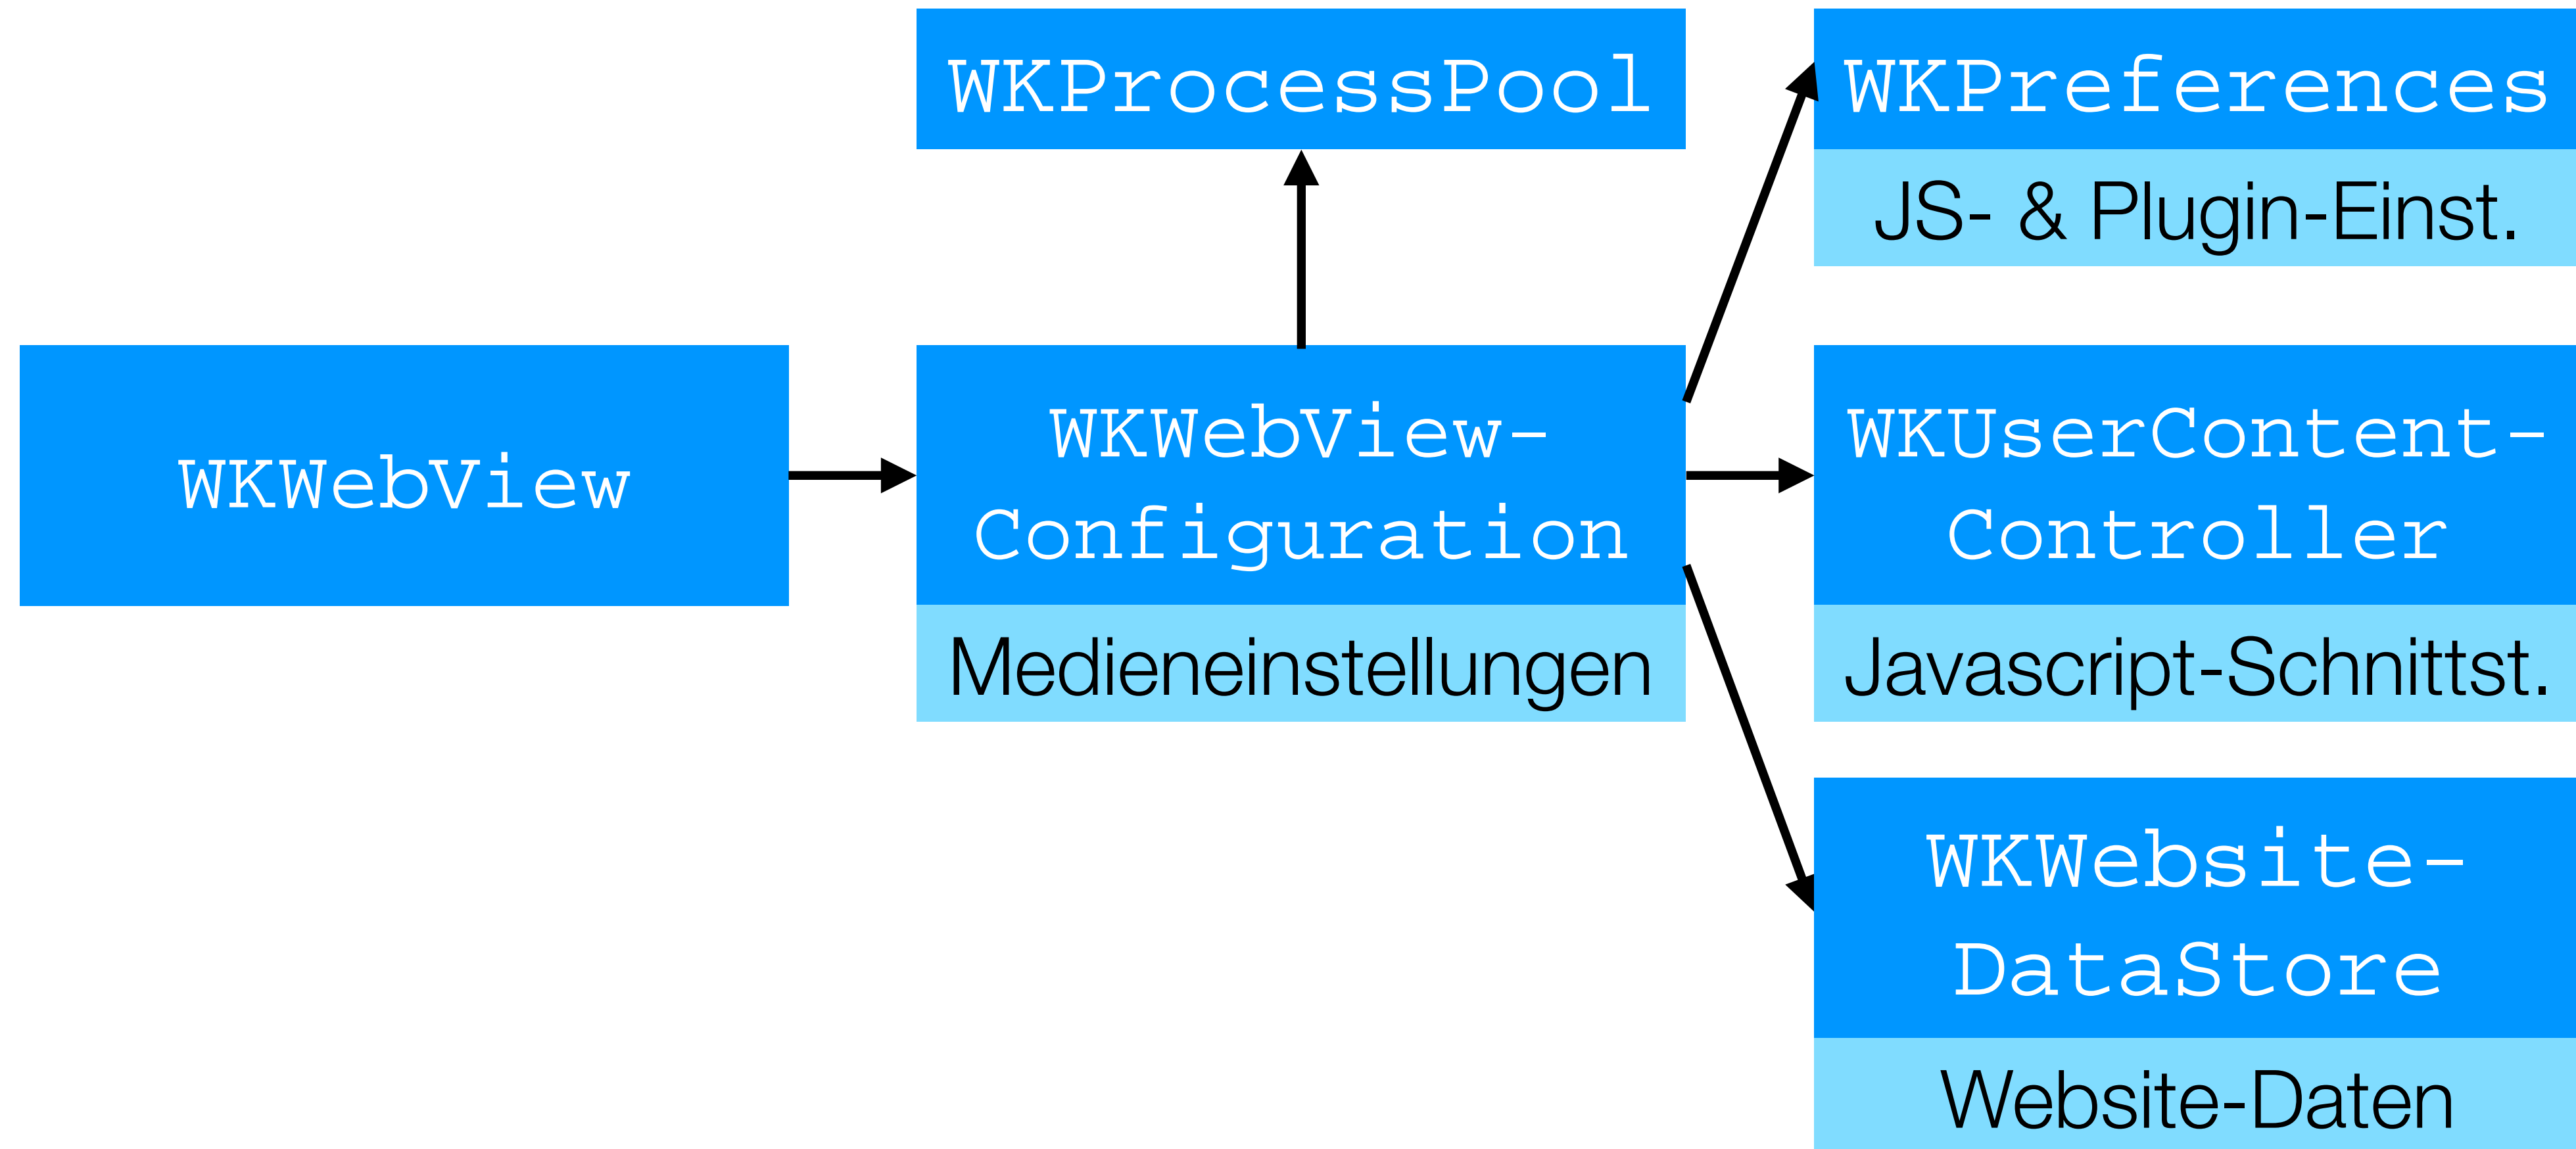 WKProcessPool
WKPreferences
JS- & Plugin-Einst.
WKWebView
WKWebView-
Configuration
Medieneinstellungen
WKUserContent-
Controller
Javascript-Schnittst.
WKWebsite-
DataStore
Website-Daten